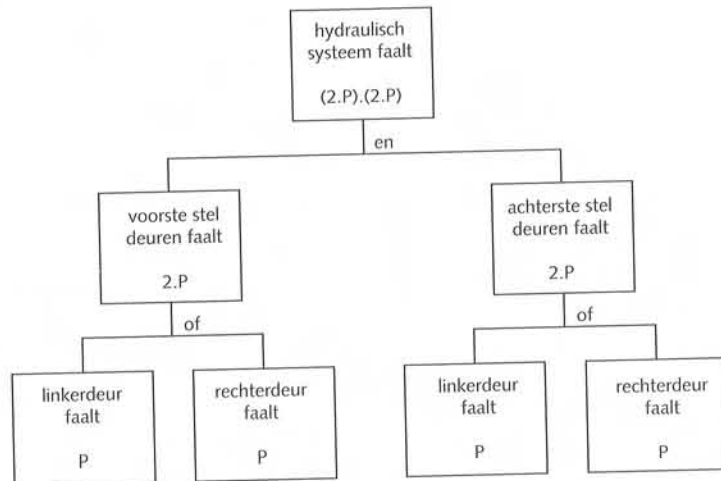 hydraulisch
systeem faalt
(2.P).(2.P)
en
voorste stel
deuren faalt
2.P
achterste stel
deuren faalt
2.P
of
of
linkerdeur
faalt
P
rechterdeur
faalt
P
linkerdeur
faalt
P
rechterdeur
faalt
P